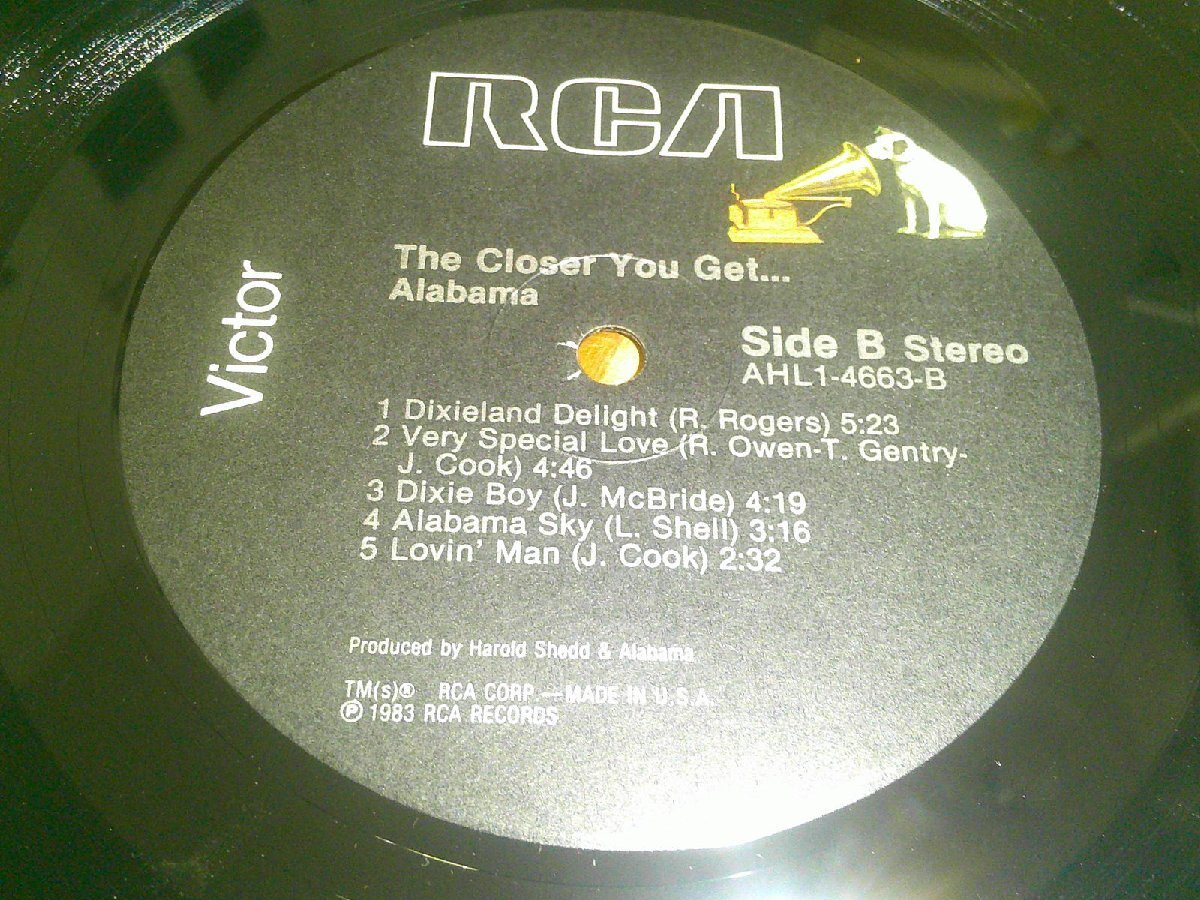 RCA
Victor
The Closer You Get...
Alabama
Side B Stereo
AHL1-4663-B
1 Dixieland Delight (R. Rogers) 5:23
2 Very Special Love (R. Owen-T. Gentry-
J. Cook) 4:46
3 Dixie Boy (J. McBride) 4:19
4 Alabama Sky (L. Shell) 3:16
5 Lovin' Man (J. Cook) 2:32
Produced by Harold Shedd & Alabama
TM(s)® RCA CORP.—MADE IN U.S.A.
℗ 1983 RCA RECORDS